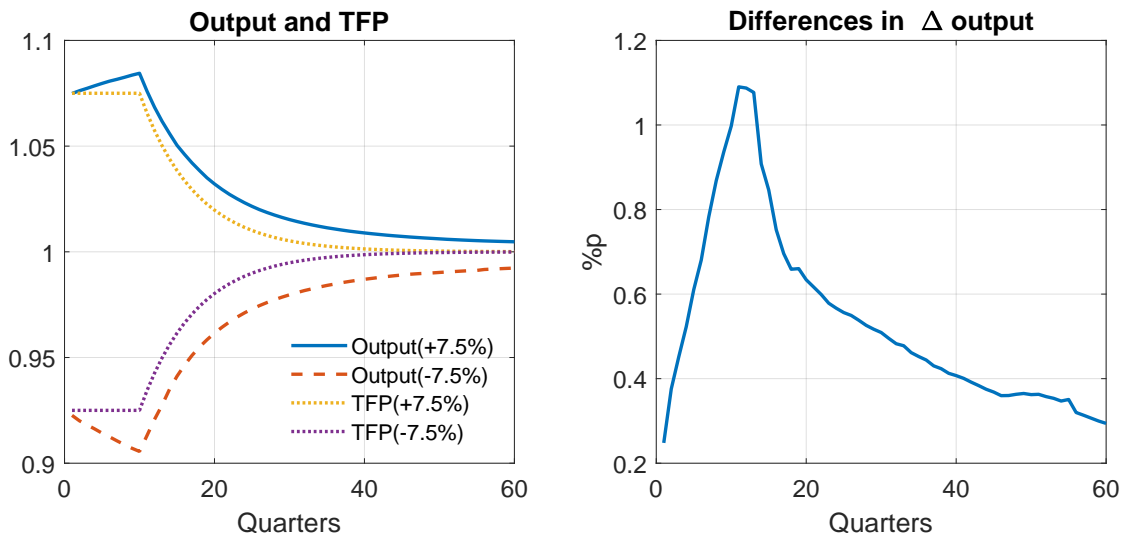 Output and TFP
1.1
1.05
1
0.95
0.9
0
20
40
60
Quarters
Output(+7.5%)
Output(-7.5%)
TFP(+7.5%)
TFP(-7.5%)
Differences in Δ output
1.2
1
0.8
0.6
0.4
0.2
%p
0
20
40
60
Quarters